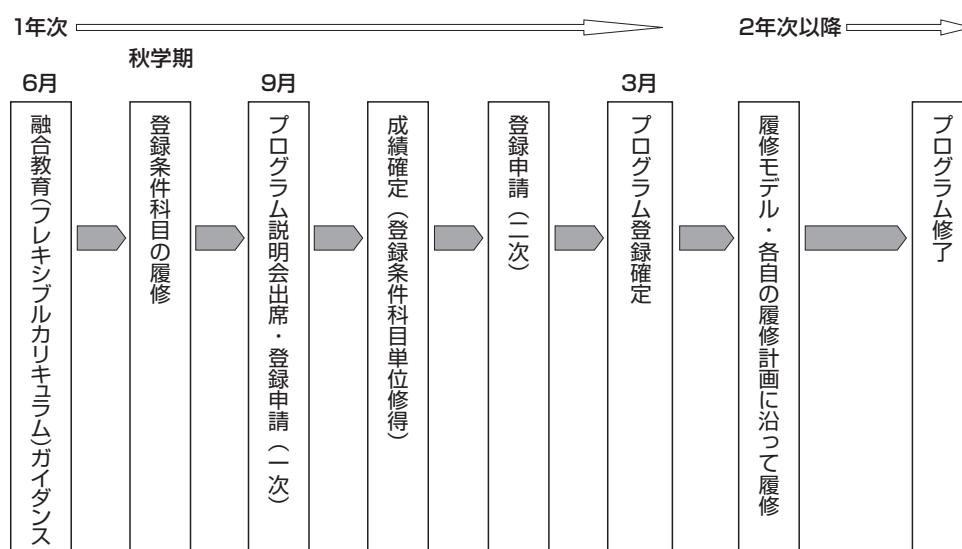 1年次
2年次以降
秋学期
6月
9月
3月
融合教育(フレキシブルカリキュラム)ガイダンス
登録条件科目の履修
プログラム説明会出席・登録申請（一次）
成績確定（登録条件科目単位修得）
登録申請（二次）
プログラム登録確定
履修モデル・各自の履修計画に沿って履修
プログラム修了